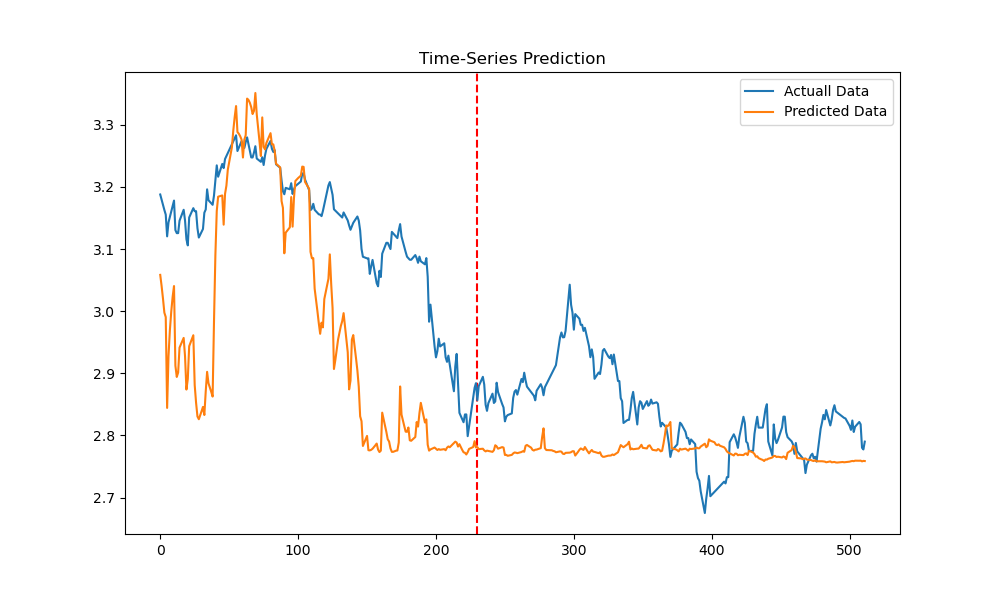 Time-Series Prediction
Actuall Data
Predicted Data
3.3
3.2
3.1
3.0
2.9
2.8
2.7
0 100 200 300 400 500